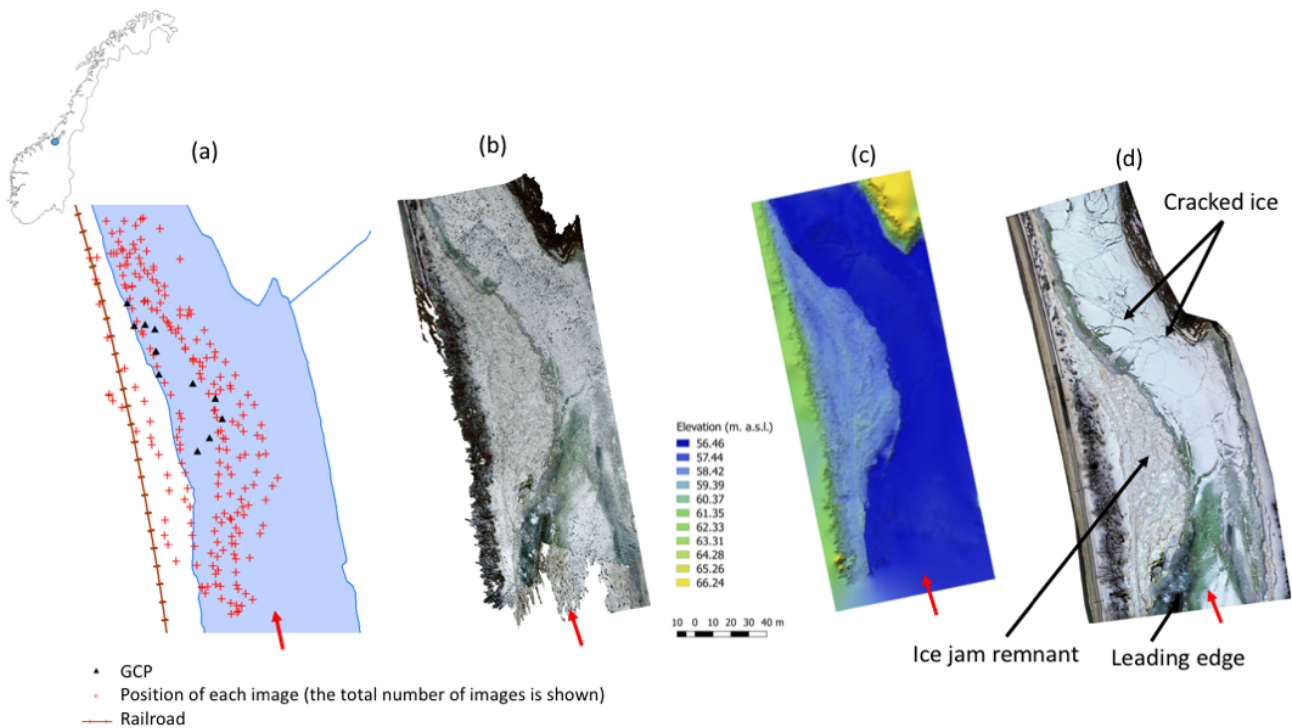 (a)
(b)
(c)
(d)
Cracked ice
Elevation (m. a.s.l.)
56.46
57.44
58.42
59.39
60.37
61.35
62.33
63.31
64.28
65.26
66.24
10 0 10 20 30 40 m
Ice jam remnant
Leading edge
GCP
Position of each image (the total number of images is shown)
Railroad